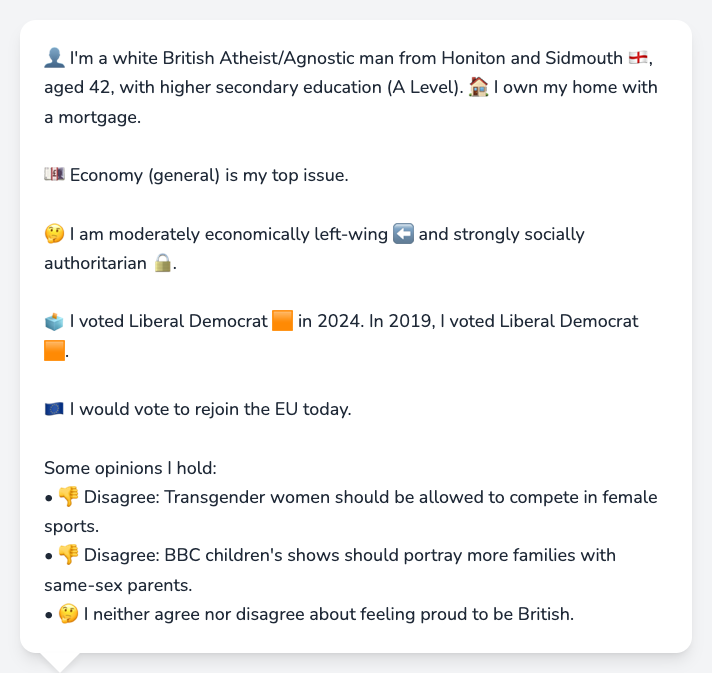 👤 I'm a white British Atheist/Agnostic man from Honiton and Sidmouth 🏴󠁧󠁢󠁥󠁮󠁧󠁿,
aged 42, with higher secondary education (A Level). 🏠 I own my home with
a mortgage.
💷 Economy (general) is my top issue.
🤔 I am moderately economically left-wing ⬅️ and strongly socially
authoritarian 🔒.
🗳️ I voted Liberal Democrat 🟧 in 2024. In 2019, I voted Liberal Democrat
🟧.
🇪🇺 I would vote to rejoin the EU today.
Some opinions I hold:
• 👎 Disagree: Transgender women should be allowed to compete in female
sports.
• 👎 Disagree: BBC children's shows should portray more families with
same-sex parents.
• 🤔 I neither agree nor disagree about feeling proud to be British.